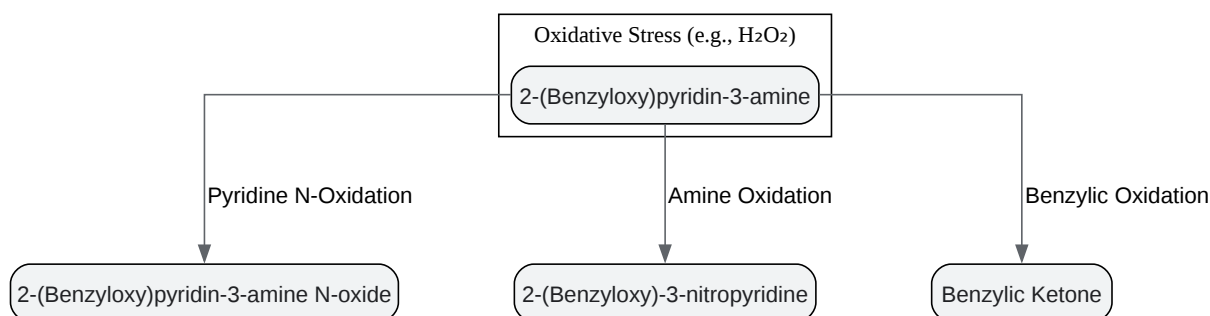 Oxidative Stress (e.g., H₂O₂)
2-(Benzyloxy)pyridin-3-amine
Pyridine N-Oxidation
Amine Oxidation
Benzylic Oxidation
2-(Benzyloxy)pyridin-3-amine N-oxide
2-(Benzyloxy)-3-nitropyridine
Benzylic Ketone